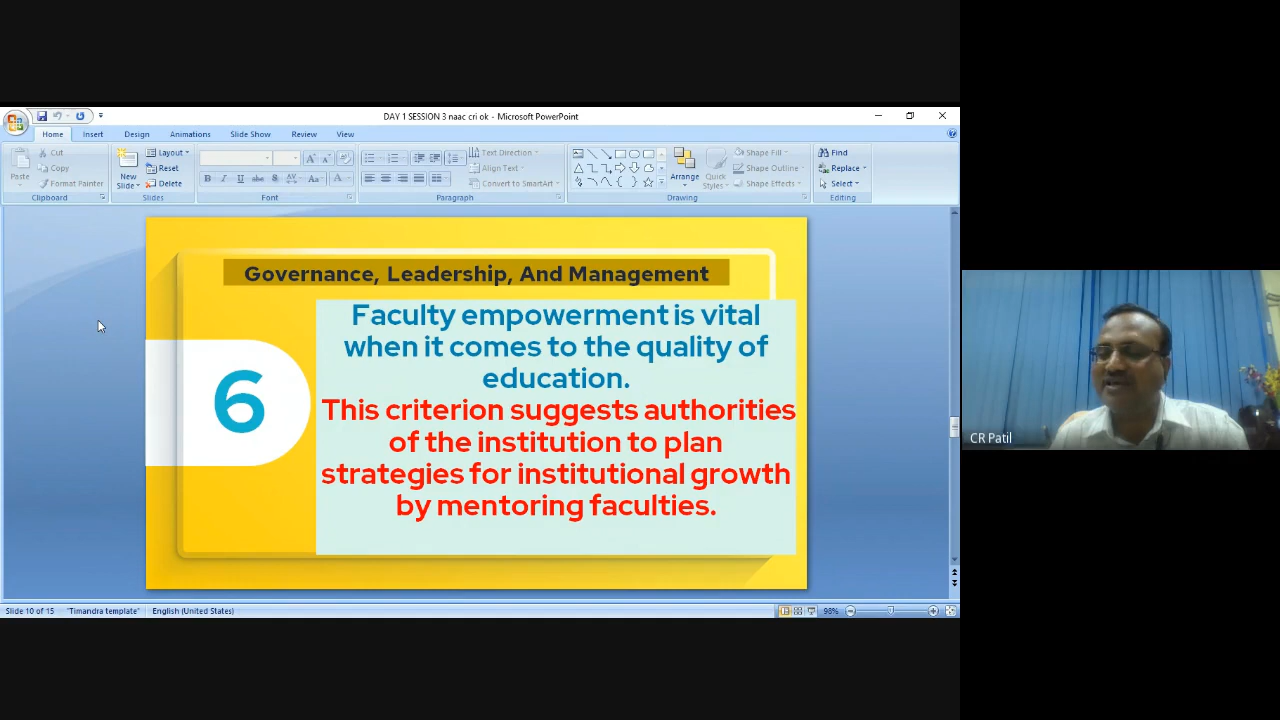 DAY 1 SESSION 3 naac cri ok - Microsoft PowerPoint
Home Insert Design Animations Slide Show Review View
Paste Cut Copy Format Painter
Clipboard
New Slide Layout Reset Delete
Slides
B I U abc S AV Aa A
Font
Text Direction Align Text Convert to SmartArt
Paragraph
Arrange Quick Styles Shape Fill Shape Outline Shape Effects
Drawing
Find Replace Select
Editing
Governance, Leadership, And Management
6
Faculty empowerment is vital
when it comes to the quality of
education.
This criterion suggests authorities
of the institution to plan
strategies for institutional growth
by mentoring faculties.
CR Patil
Slide 10 of 15 "Timandra template" English (United States) 98%